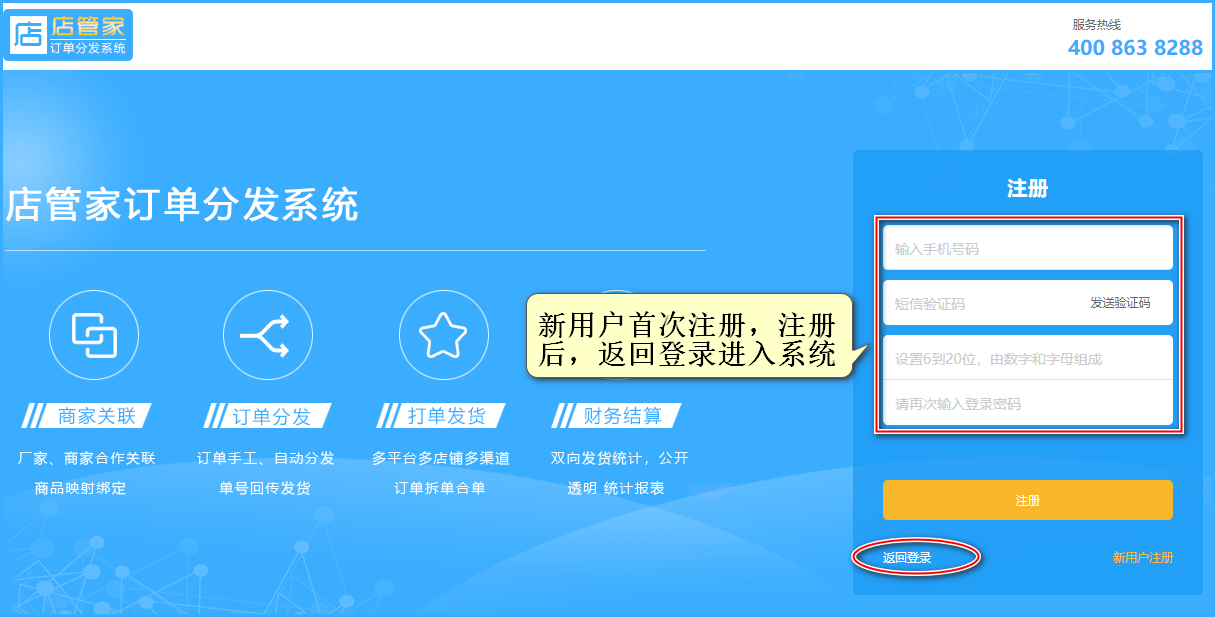 店
店管家
订单分发系统
服务热线
400 863 8288
店管家订单分发系统
商家关联
订单分发
打单发货
财务结算
厂家、商家合作关联
商品映射绑定
订单手工、自动分发
单号回传发货
多平台多店铺多渠道
订单拆单合单
双向发货统计，公开
透明 统计报表
新用户首次注册，注册
后，返回登录进入系统
注册
输入手机号码
短信验证码
发送验证码
设置6到20位，由数字和字母组成
请再次输入登录密码
注册
返回登录
新用户注册